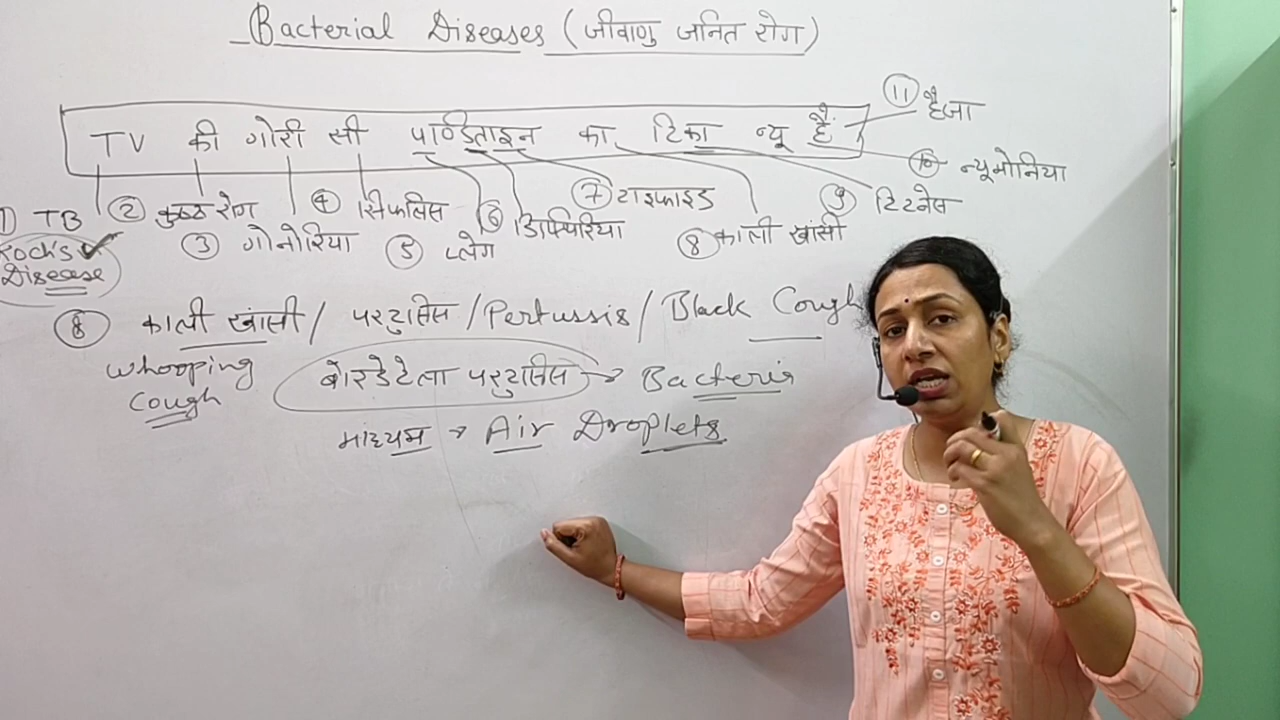 Bacterial Diseases (जीवाणु जनित रोग)
TV की गोरी सी पाण्डिताइन का टिका न्यू हैं
⑪ हैजा
⑩ न्यूमोनिया
① TB
② कुष्ठ रोग
④ सिफलिस
⑥ डिफ्थिरिया
⑦ टाइफाइड
⑨ टिटनेस
Koch's
Disease
③ गोनोरिया
⑤ प्लेग
⑧ काली खांसी
⑧ काली खांसी / परटुसिस / Pertussis / Black Cough
Whooping
Cough
बोरडेटेला परटुसिस → Bacteria
माध्यम → Air Droplets